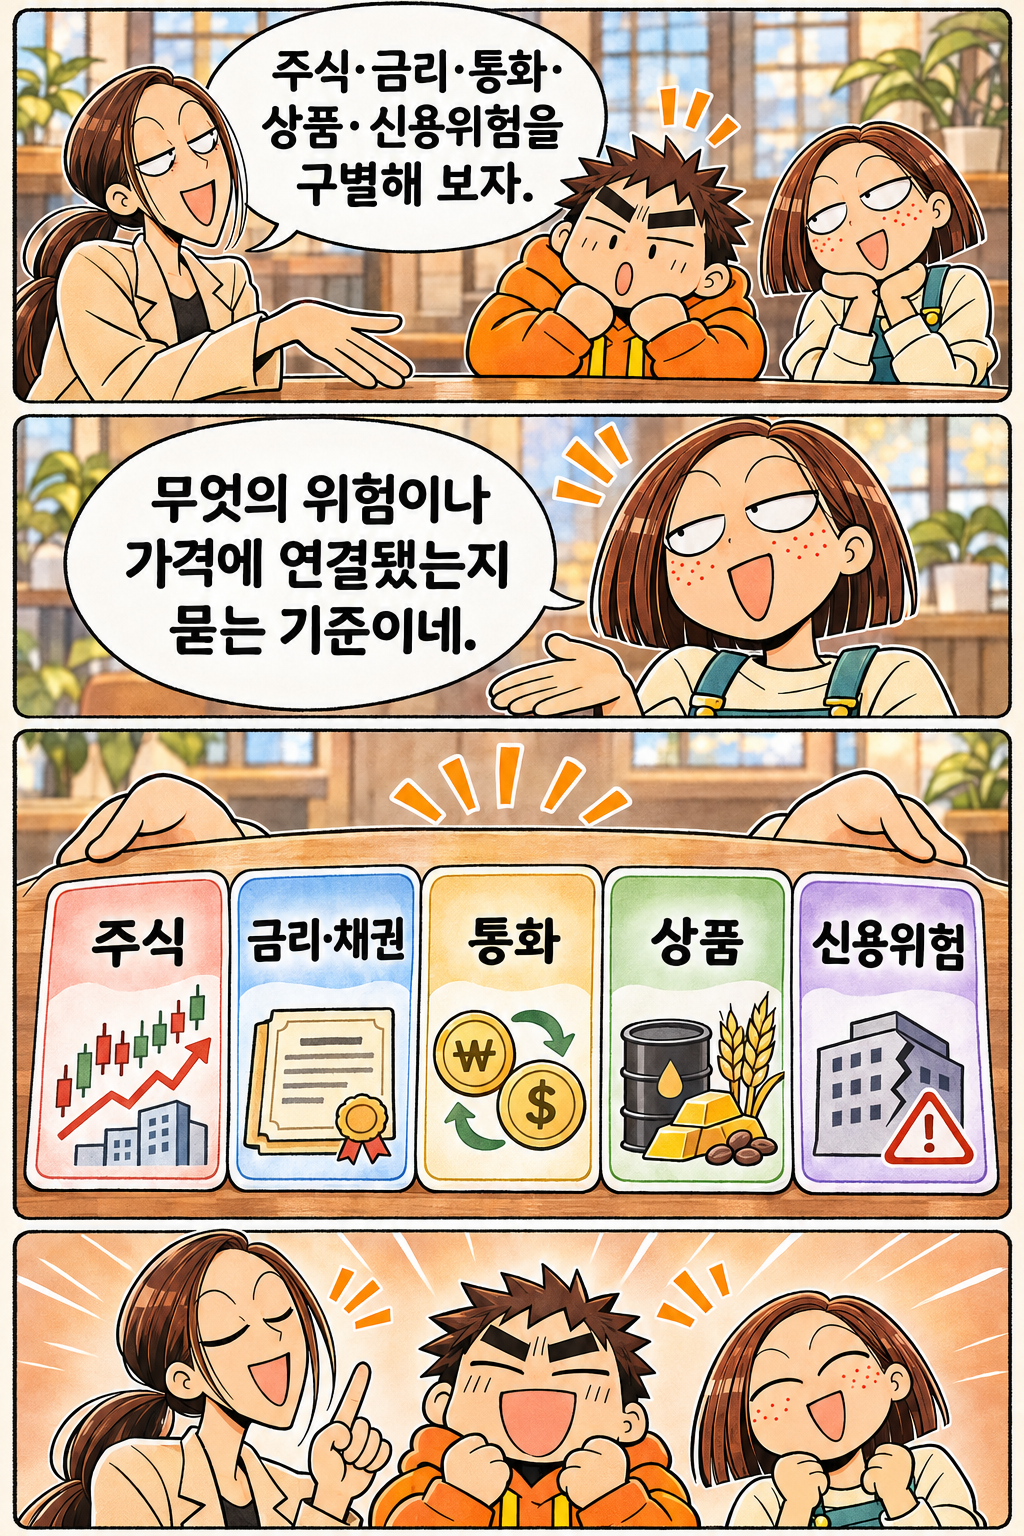 주식·금리·통화·
상품·신용위험을
구별해 보자.
무엇의 위험이나
가격에 연결됐는지
묻는 기준이네.
주식
금리·채권
통화
상품
신용위험
₩
$
!